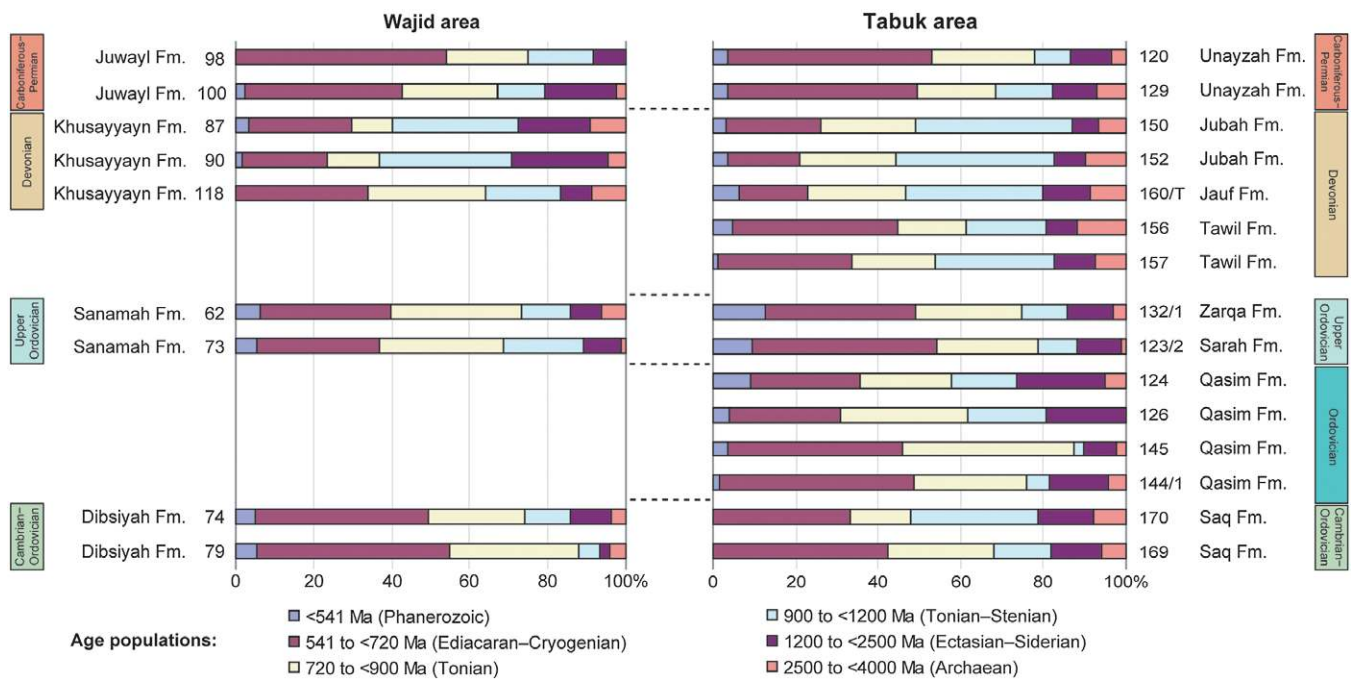 Wajid area
Tabuk area
Carboniferous–
Permian
Juwayl Fm. 98
120 Unayzah Fm.
Carboniferous–
Permian
Juwayl Fm. 100
129 Unayzah Fm.
Devonian
Khusayyayn Fm. 87
150 Jubah Fm.
Devonian
Khusayyayn Fm. 90
152 Jubah Fm.
Khusayyayn Fm. 118
160/T Jauf Fm.
156 Tawil Fm.
157 Tawil Fm.
Upper
Ordovician
Sanamah Fm. 62
132/1 Zarqa Fm.
Upper
Ordovician
Sanamah Fm. 73
123/2 Sarah Fm.
124 Qasim Fm.
Ordovician
126 Qasim Fm.
145 Qasim Fm.
144/1 Qasim Fm.
Cambrian–
Ordovician
Dibsiyah Fm. 74
170 Saq Fm.
Cambrian–
Ordovician
Dibsiyah Fm. 79
169 Saq Fm.
0 20 40 60 80 100%
0 20 40 60 80 100%
Age populations:
<541 Ma (Phanerozoic)
541 to <720 Ma (Ediacaran–Cryogenian)
720 to <900 Ma (Tonian)
900 to <1200 Ma (Tonian–Stenian)
1200 to <2500 Ma (Ectasian–Siderian)
2500 to <4000 Ma (Archaean)